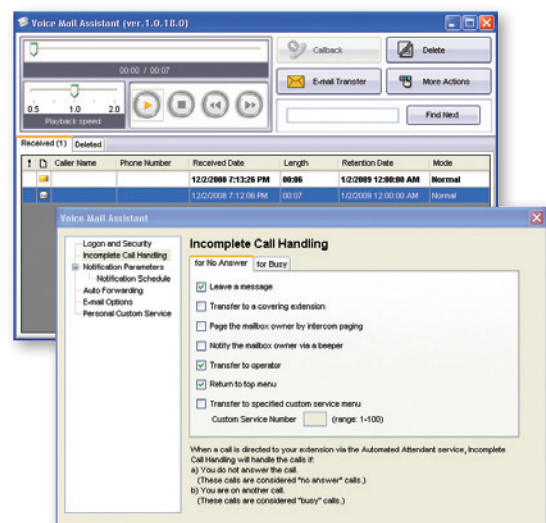 Voice Mail Assistant (ver.1.0.18.0)
Callback
Delete
00:00 / 00:07
E-mail Transfer
More Actions
0.5 1.0 2.0
Playback speed
Find Next
Received (1) Deleted
! Caller Name Phone Number Received Date Length Retention Date Mode
12/2/2008 7:13:26 PM 00:06 1/2/2009 12:00:00 AM Normal
12/2/2008 7:12:06 PM 00:07 1/2/2009 12:00:00 AM Normal
Voice Mail Assistant
Logon and Security
Incomplete Call Handling
Notification Parameters
Notification Schedule
Auto Forwarding
E-mail Options
Personal Custom Service
Incomplete Call Handling
for No Answer for Busy
Leave a message
Transfer to a covering extension
Page the mailbox owner by intercom paging
Notify the mailbox owner via a beeper
Transfer to operator
Return to top menu
Transfer to specified custom service menu
Custom Service Number (range: 1-100)
When a call is directed to your extension via the Automated Attendant service, Incomplete
Call Handling will handle the calls if:
a) You do not answer the call.
(These calls are considered "no answer" calls.)
b) You are on another call.
(These calls are considered "busy" calls.)